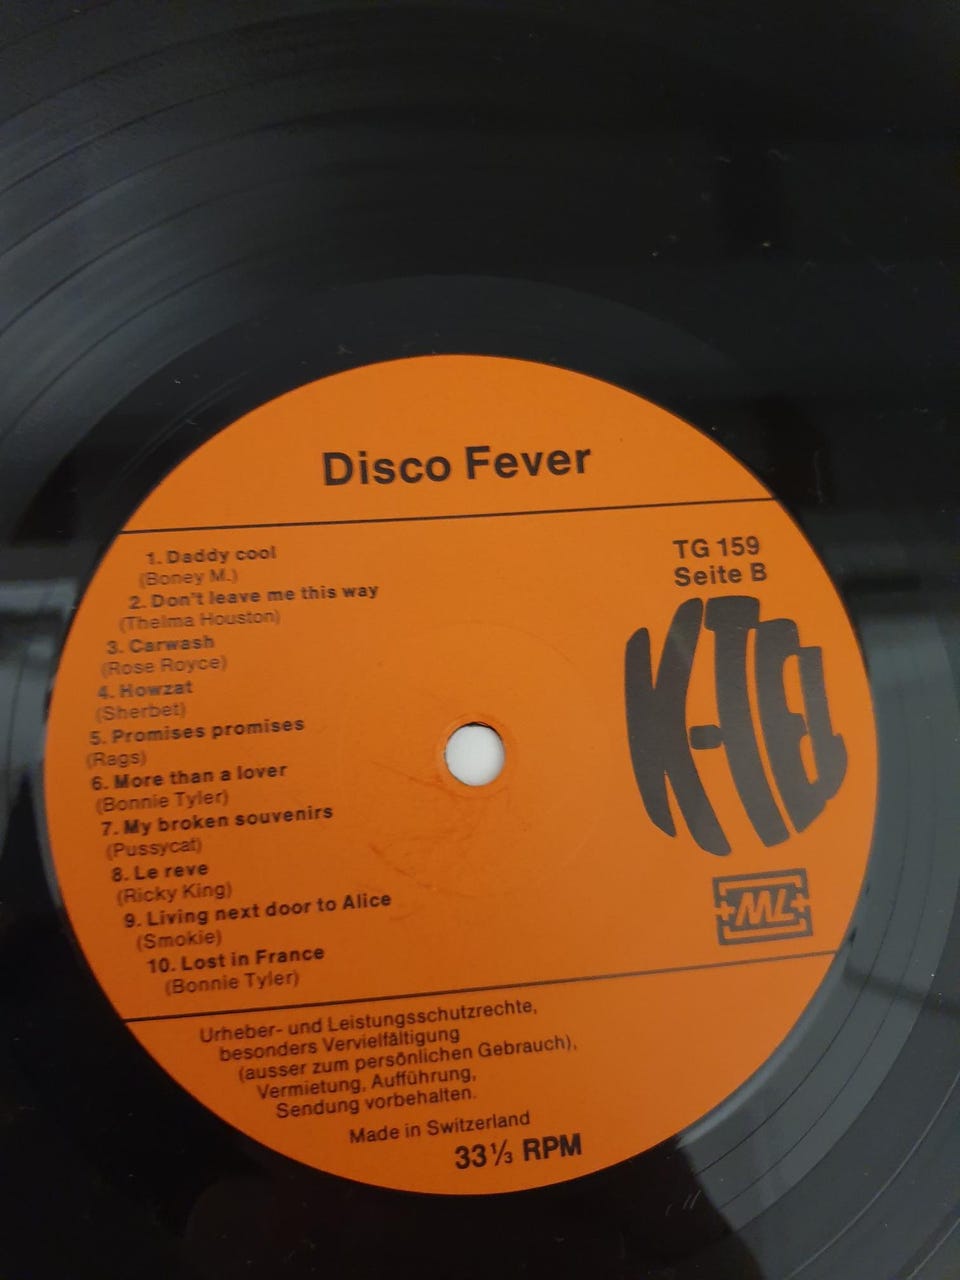 Disco Fever
TG 159
Seite B
K-TEL
ML
1. Daddy cool
(Boney M.)
2. Don't leave me this way
(Thelma Houston)
3. Carwash
(Rose Royce)
4. Howzat
(Sherbet)
5. Promises promises
(Rags)
6. More than a lover
(Bonnie Tyler)
7. My broken souvenirs
(Pussycat)
8. Le reve
(Ricky King)
9. Living next door to Alice
(Smokie)
10. Lost in France
(Bonnie Tyler)
Urheber- und Leistungsschutzrechte,
besonders Vervielfältigung
(ausser zum persönlichen Gebrauch),
Vermietung, Aufführung,
Sendung vorbehalten.
Made in Switzerland
33⅓ RPM